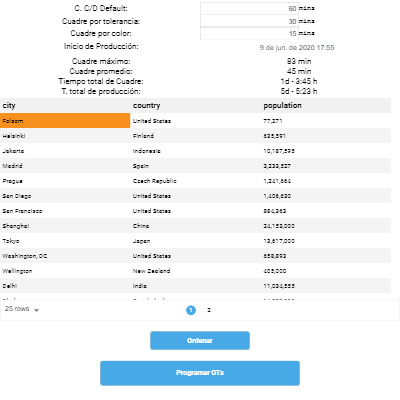 C. C/D Default: 60 mins
Cuadre por tolerancia: 30 mins
Cuadre por color: 15 mins
Inicio de Producción: 9 de jun. de 2020 17:55
Cuadre máximo: 83 min
Cuadre promedio: 45 min
Tiempo total de Cuadre: 1d - 3:45 h
T. total de producción: 5d - 5:23 h
city country population
Folsom United States 77,271
Helsinki Finland 635,591
Jakarta Indonesia 10,187,595
Madrid Spain 3,233,527
Prague Czech Republic 1,241,664
San Diego United States 1,406,630
San Francisco United States 884,363
Shanghai China 24,153,000
Tokyo Japan 13,617,000
Washington, DC United States 658,893
Wellington New Zealand 405,000
Delhi India 11,034,555
25 rows 1 2
Ordenar
Programar OTs